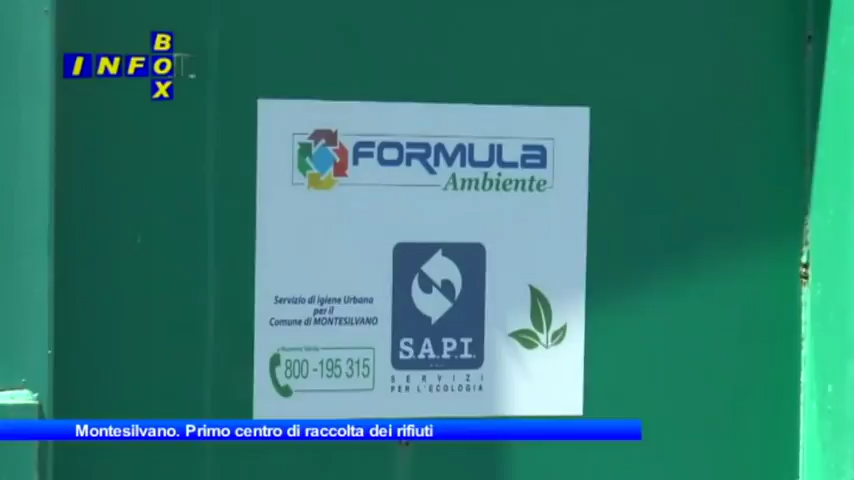 INFO BOX
FORMULA
Ambiente
Servizio di igiene Urbana
per il
Comune di MONTESILVANO
800-195 315
S.A.P.I.
SERVIZI
PER L'ECOLOGIA
Montesilvano. Primo centro di raccolta dei rifiuti